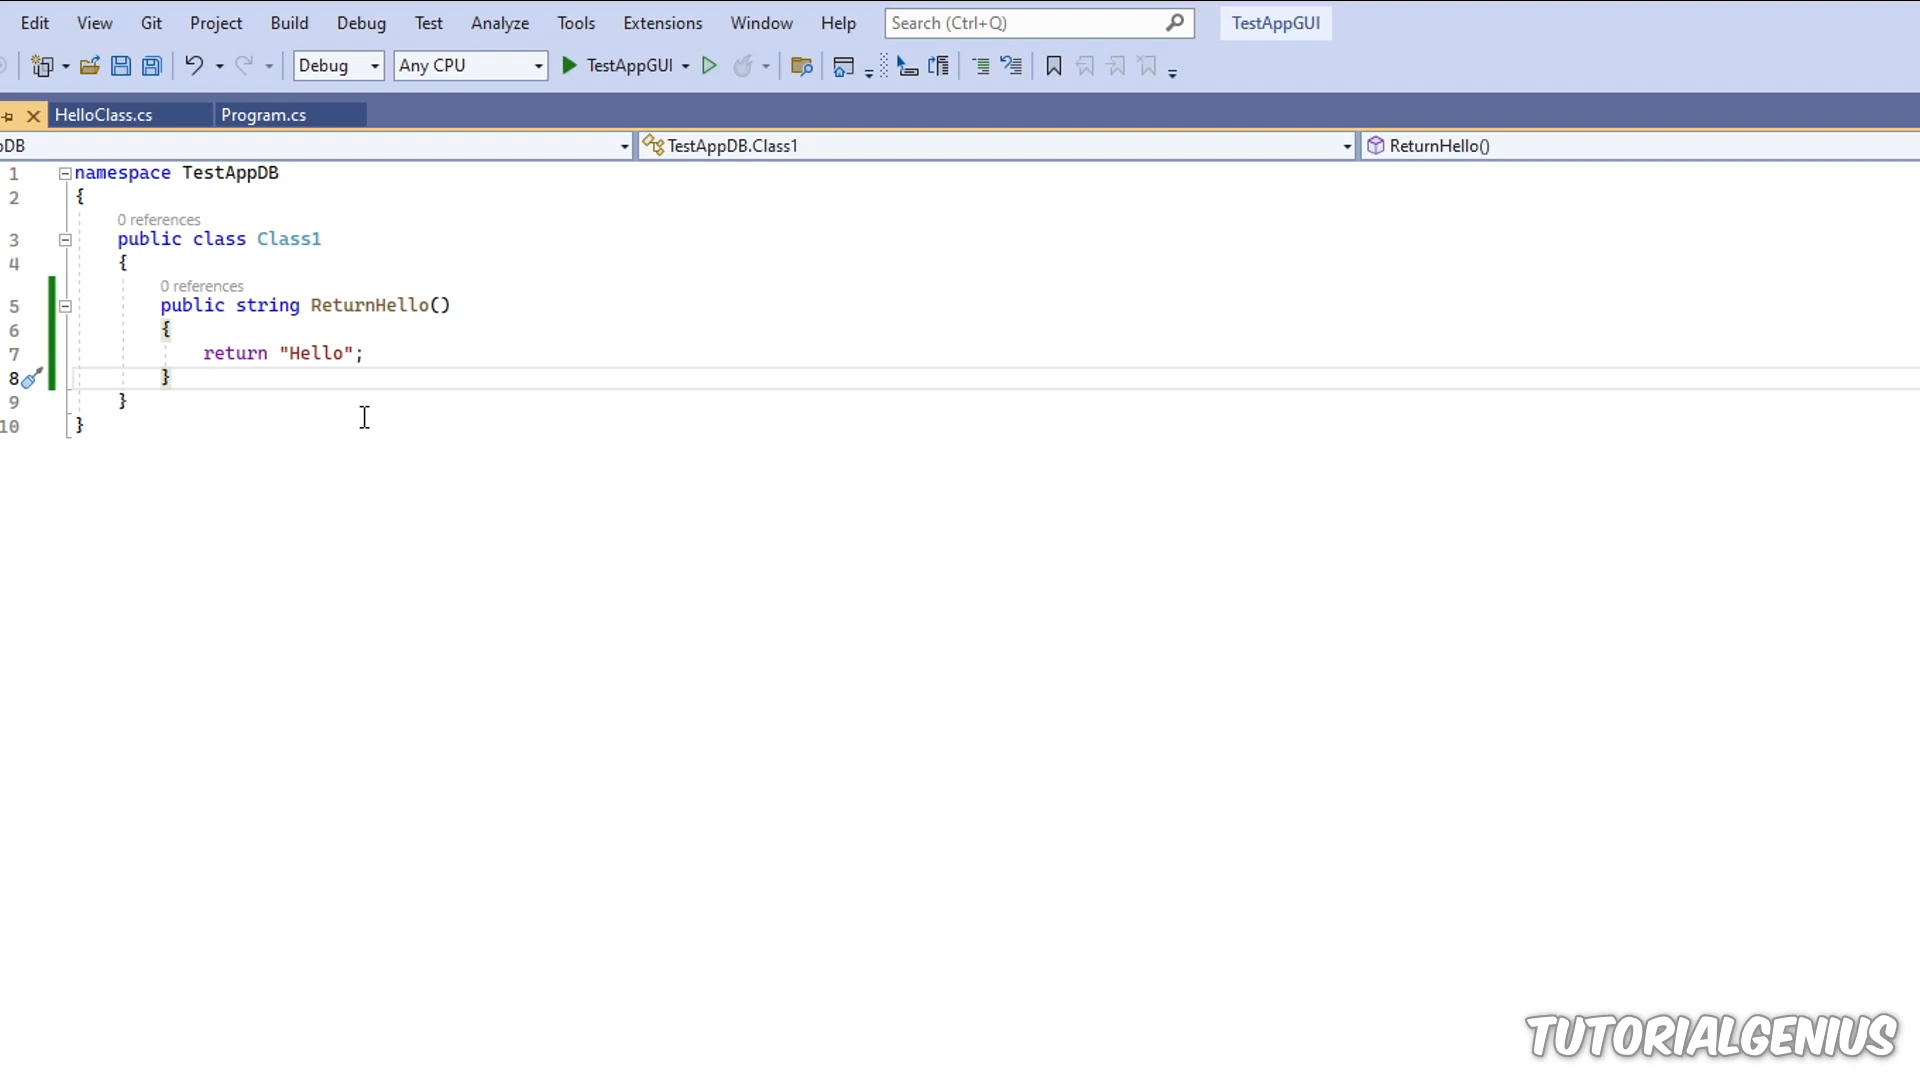 Edit View Git Project Build Debug Test Analyze Tools Extensions Window Help Search (Ctrl+Q) TestAppGUI
Debug Any CPU TestAppGUI
HelloClass.cs Program.cs
DB TestAppDB.Class1 ReturnHello()
1 namespace TestAppDB
2 {
0 references
3 public class Class1
4 {
0 references
5 public string ReturnHello()
6 {
7 return "Hello";
8 }
9 }
10 }
TUTORIALGENIUS